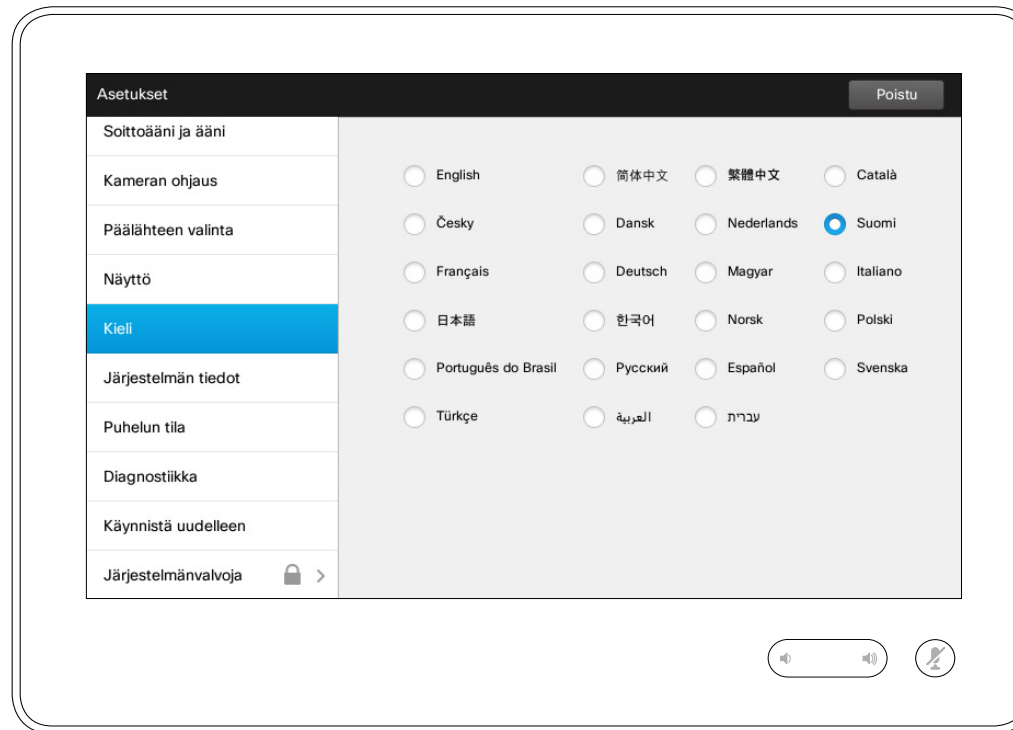 Asetukset
Poistu
Soittoääni ja ääni
Kameran ohjaus
Päälähteen valinta
Näyttö
Kieli
Järjestelmän tiedot
Puhelun tila
Diagnostiikka
Käynnistä uudelleen
Järjestelmänvalvoja
English 简体中文 繁體中文 Català
Česky Dansk Nederlands Suomi
Français Deutsch Magyar Italiano
日本語 한국어 Norsk Polski
Português do Brasil Русский Español Svenska
Türkçe العربية עברית